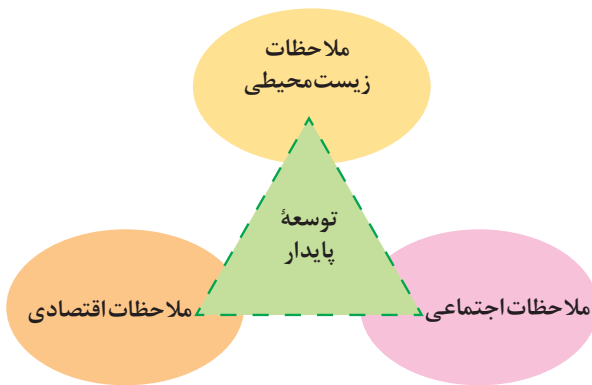 ملاحظات
زیست‌محیطی
توسعهٔ
پایدار
ملاحظات اجتماعی
ملاحظات اقتصادی